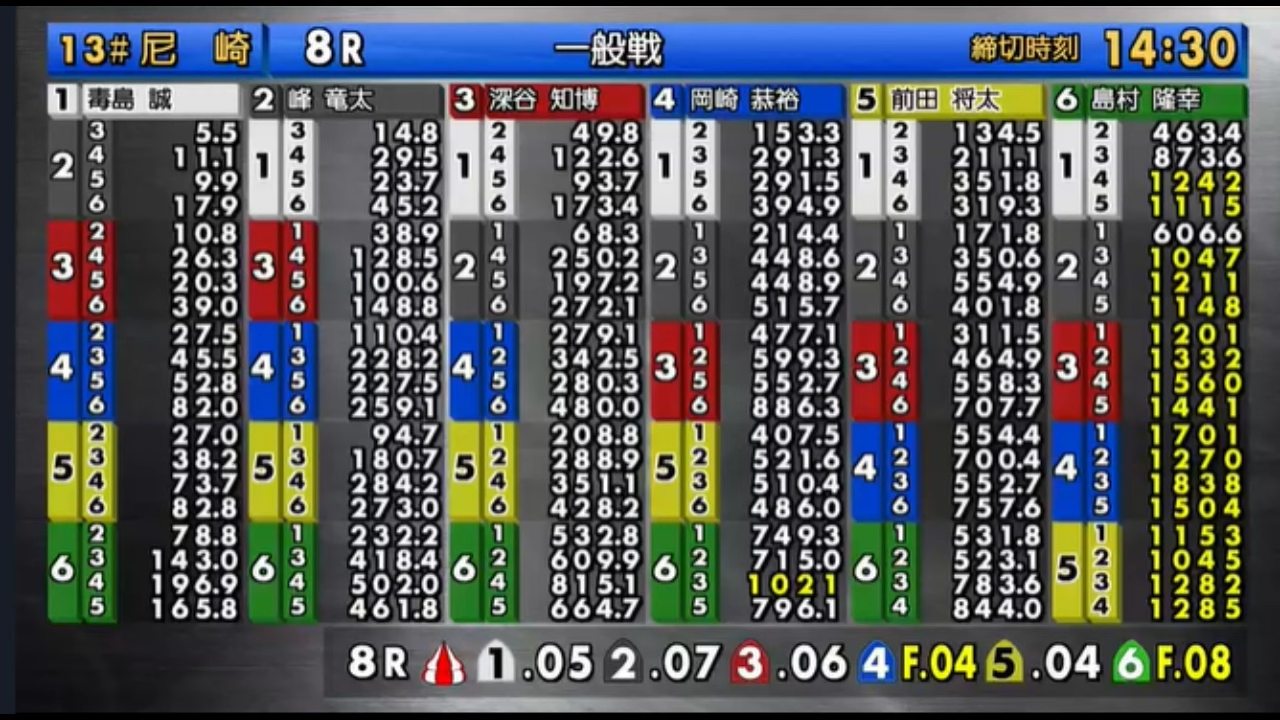 13#尼 崎 8R 一般戦 締切時刻 14:30
1 毒島 誠 2 峰 竜太 3 深谷 知博 4 岡崎 恭裕 5 前田 将太 6 島村 隆幸
3 5.5 3 14.8 2 49.8 2 153.3 2 134.5 2 463.4
2 4 11.1 1 4 29.5 1 4 122.6 1 3 291.3 1 3 211.1 1 3 873.6
5 9.9 5 23.7 5 93.7 5 291.5 4 351.8 4 1242
6 17.9 6 45.2 6 173.4 6 394.9 6 319.3 5 1115
2 10.8 1 38.9 1 68.3 1 214.4 1 171.8 1 606.6
3 4 26.3 3 4 128.5 2 4 250.2 2 3 448.6 2 3 350.6 2 3 1047
5 20.3 5 100.6 5 197.2 5 448.9 4 554.9 4 1211
6 39.0 6 148.8 6 272.1 6 515.7 6 401.8 5 1148
2 27.5 1 110.4 1 279.1 1 477.1 1 311.5 1 1201
4 3 45.5 4 3 228.2 4 2 342.5 3 2 599.3 3 2 464.9 3 2 1332
5 52.8 5 227.5 5 280.3 5 552.7 4 558.3 4 1560
6 82.0 6 259.1 6 480.0 6 886.3 6 707.7 5 1441
2 27.0 1 94.7 1 208.8 1 407.5 1 554.4 1 1701
5 3 38.2 5 3 180.7 5 2 288.9 5 2 521.6 4 2 700.4 4 2 1270
4 73.7 4 284.2 4 351.1 3 510.4 3 552.7 3 1838
6 82.8 6 273.0 6 428.2 6 486.0 6 757.6 5 1504
2 78.8 1 232.2 1 532.8 1 749.3 1 531.8 1 1153
6 3 143.0 6 3 418.4 6 2 609.9 6 2 715.0 6 2 523.1 5 2 1045
4 196.9 4 502.0 4 815.1 3 1021 3 783.6 3 1282
5 165.8 5 461.8 5 664.7 5 796.1 4 844.0 4 1285
8R 1 .05 2 .07 3 .06 4 F.04 5 .04 6 F.08